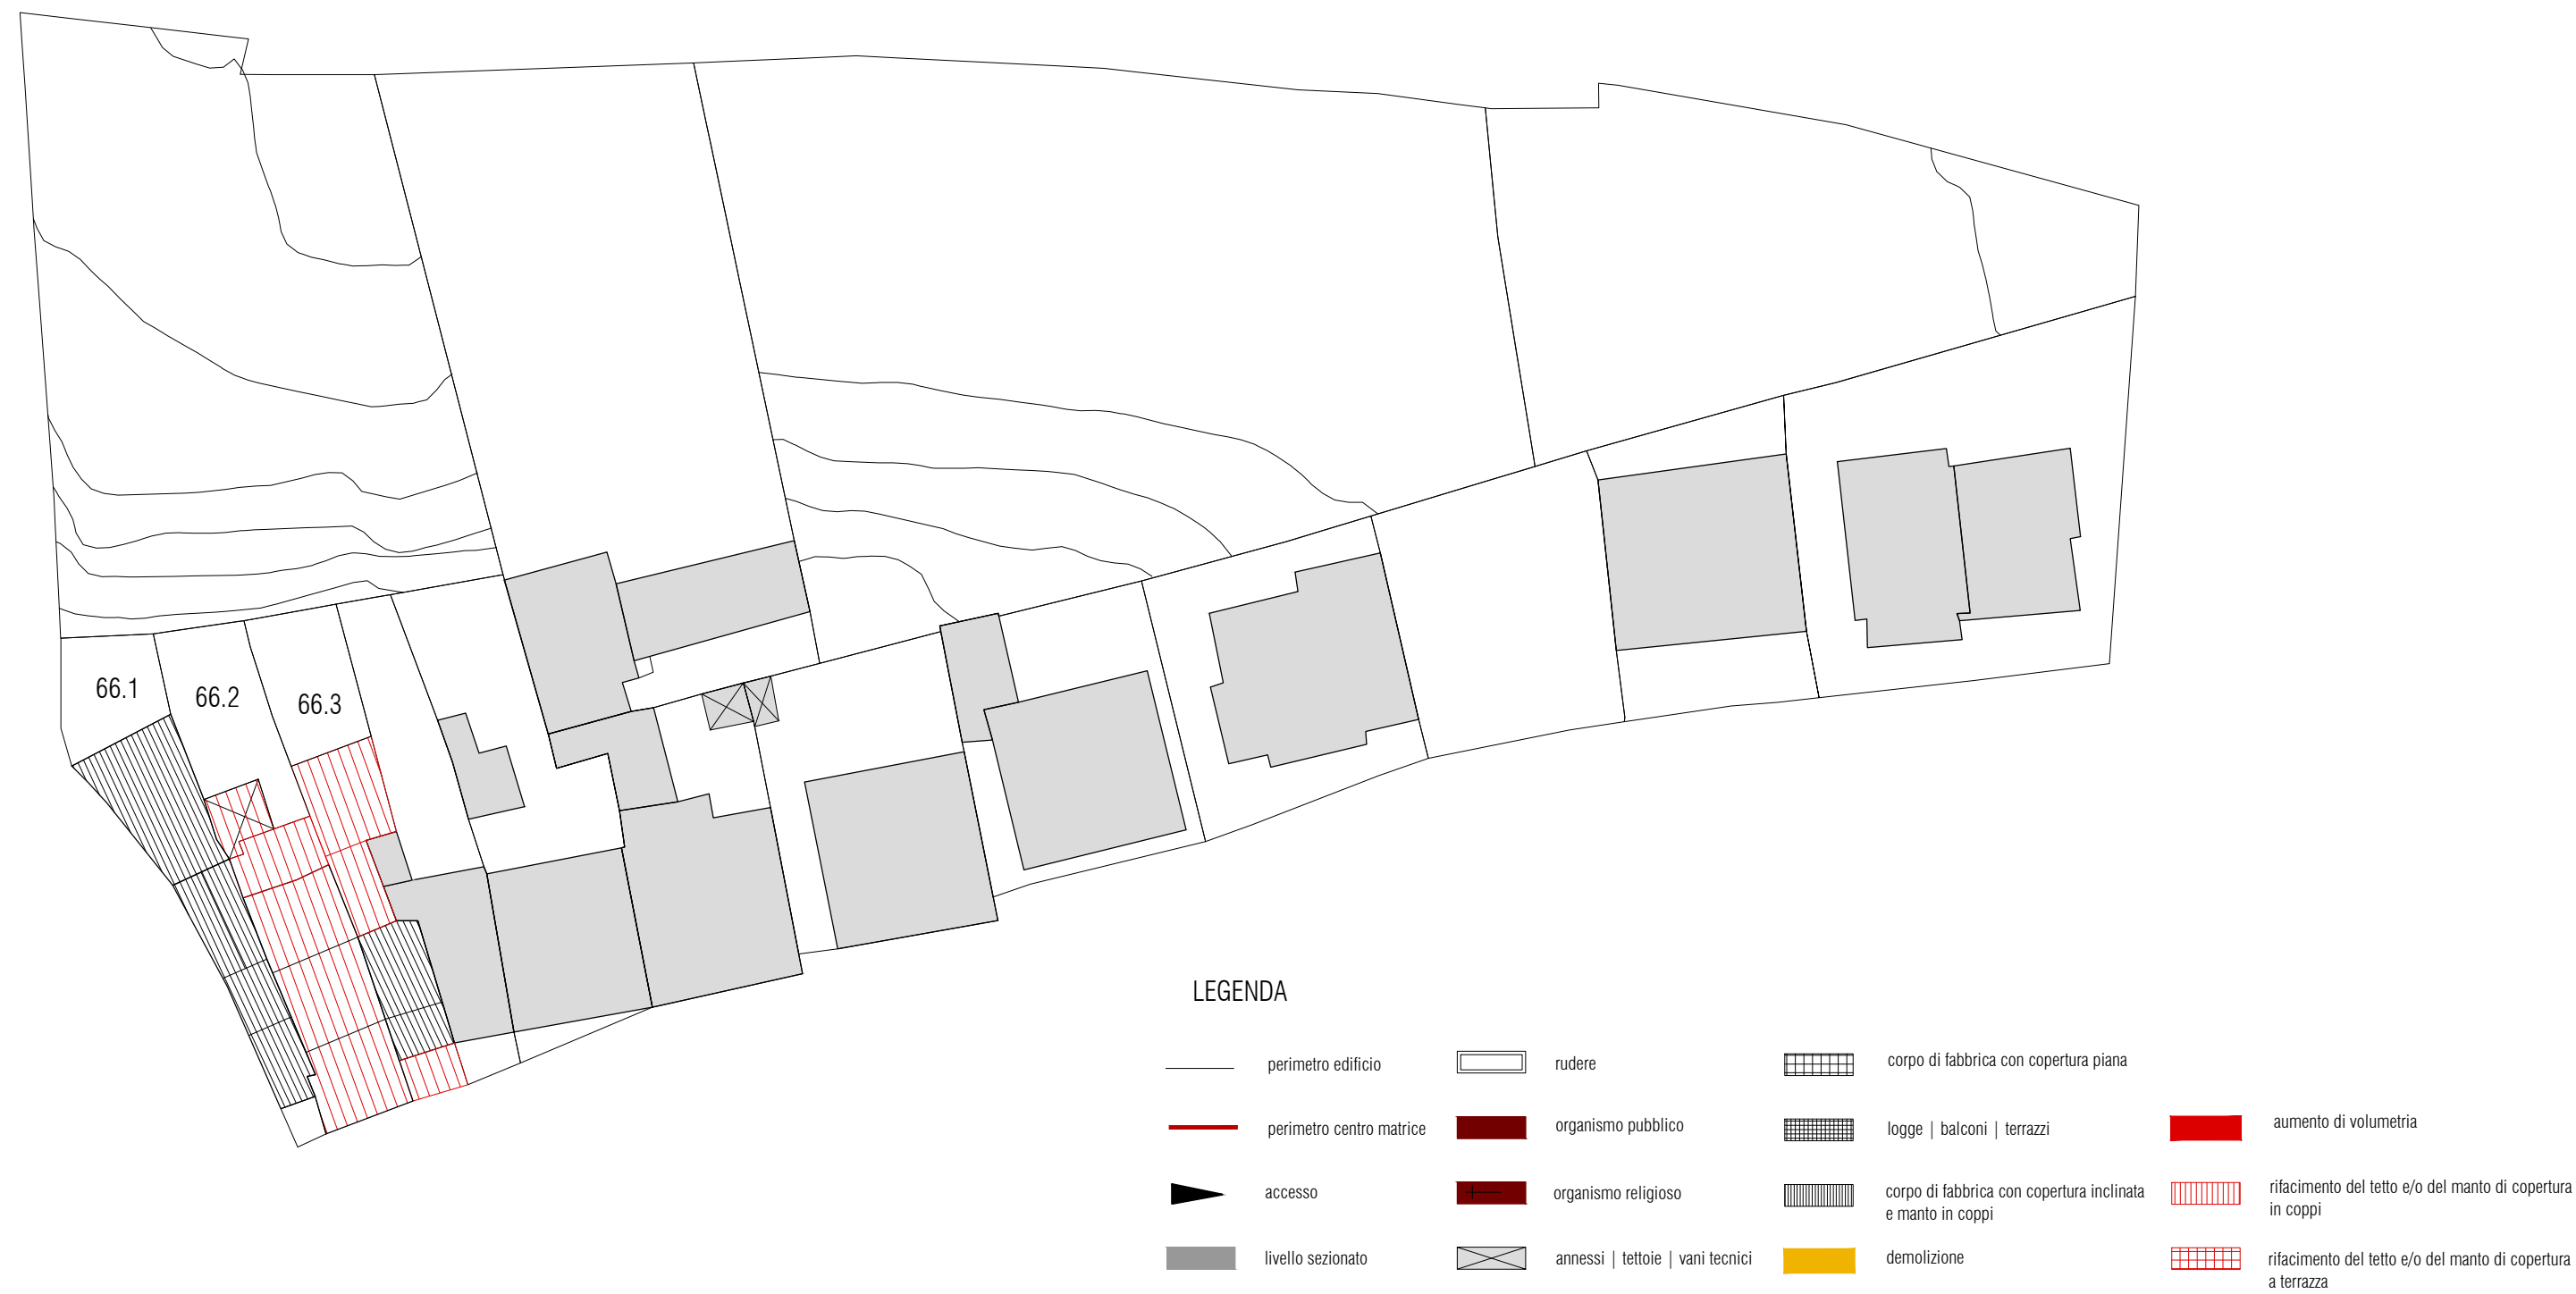 66.1
66.2
66.3
LEGENDA
perimetro edificio
perimetro centro matrice
accesso
livello sezionato
rudere
organismo pubblico
organismo religioso
annessi | tettoie | vani tecnici
corpo di fabbrica con copertura piana
logge | balconi | terrazzi
corpo di fabbrica con copertura inclinata
e manto in coppi
demolizione
aumento di volumetria
rifacimento del tetto e/o del manto di copertura
in coppi
rifacimento del tetto e/o del manto di copertura
a terrazza